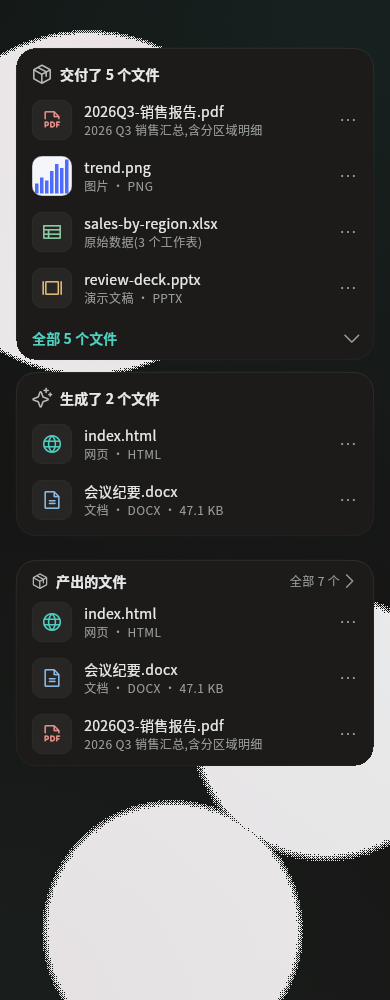 交付了 5 个文件
PDF
2026Q3-销售报告.pdf
2026 Q3 销售汇总,含分区域明细
trend.png
图片 · PNG
sales-by-region.xlsx
原始数据(3 个工作表)
review-deck.pptx
演示文稿 · PPTX
全部 5 个文件
生成了 2 个文件
index.html
网页 · HTML
会议纪要.docx
文档 · DOCX · 47.1 KB
产出的文件
全部 7 个
index.html
网页 · HTML
会议纪要.docx
文档 · DOCX · 47.1 KB
PDF
2026Q3-销售报告.pdf
2026 Q3 销售汇总,含分区域明细